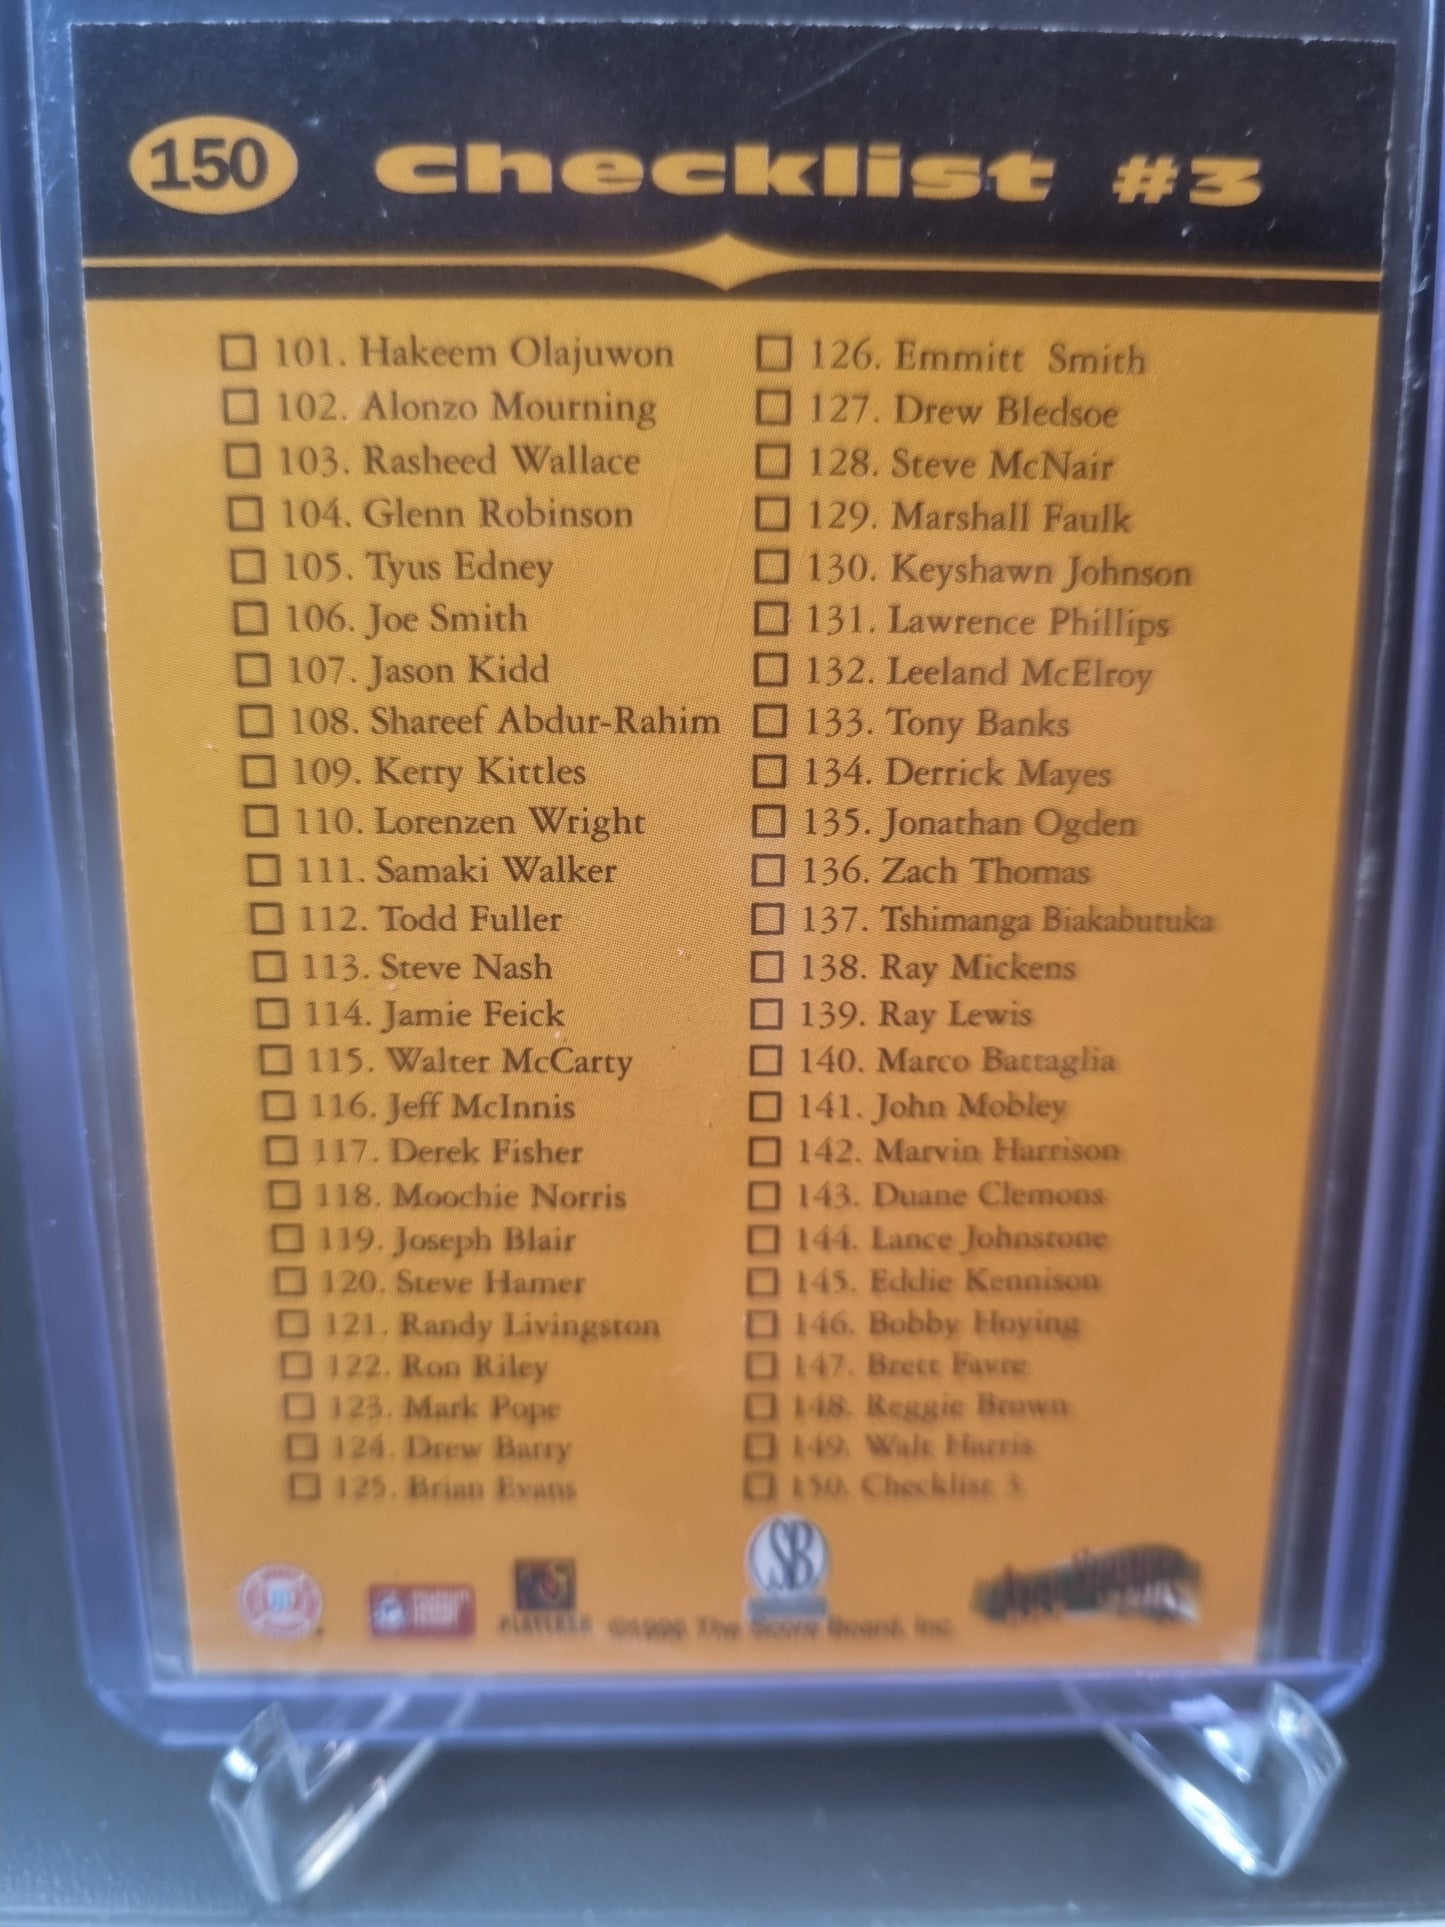 150 Checklist #3
101. Hakeem Olajuwon
102. Alonzo Mourning
103. Rasheed Wallace
104. Glenn Robinson
105. Tyus Edney
106. Joe Smith
107. Jason Kidd
108. Shareef Abdur-Rahim
109. Kerry Kittles
110. Lorenzen Wright
111. Samaki Walker
112. Todd Fuller
113. Steve Nash
114. Jamie Feick
115. Walter McCarty
116. Jeff McInnis
117. Derek Fisher
118. Moochie Norris
119. Joseph Blair
120. Steve Hamer
121. Randy Livingston
122. Ron Riley
123. Mark Pope
124. Drew Barry
125. Brian Evans
126. Emmitt Smith
127. Drew Bledsoe
128. Steve McNair
129. Marshall Faulk
130. Keyshawn Johnson
131. Lawrence Phillips
132. Leeland McElroy
133. Tony Banks
134. Derrick Mayes
135. Jonathan Ogden
136. Zach Thomas
137. Tshimanga Biakabutuka
138. Ray Mickens
139. Ray Lewis
140. Marco Battaglia
141. John Mobley
142. Marvin Harrison
143. Duane Clemons
144. Lance Johnstone
145. Eddie Kennison
146. Bobby Hoying
147. Brett Favre
148. Reggie Brown
149. Walt Harris
150. Checklist 3
SB
PLAYERS ©1996 The Score Board, Inc.